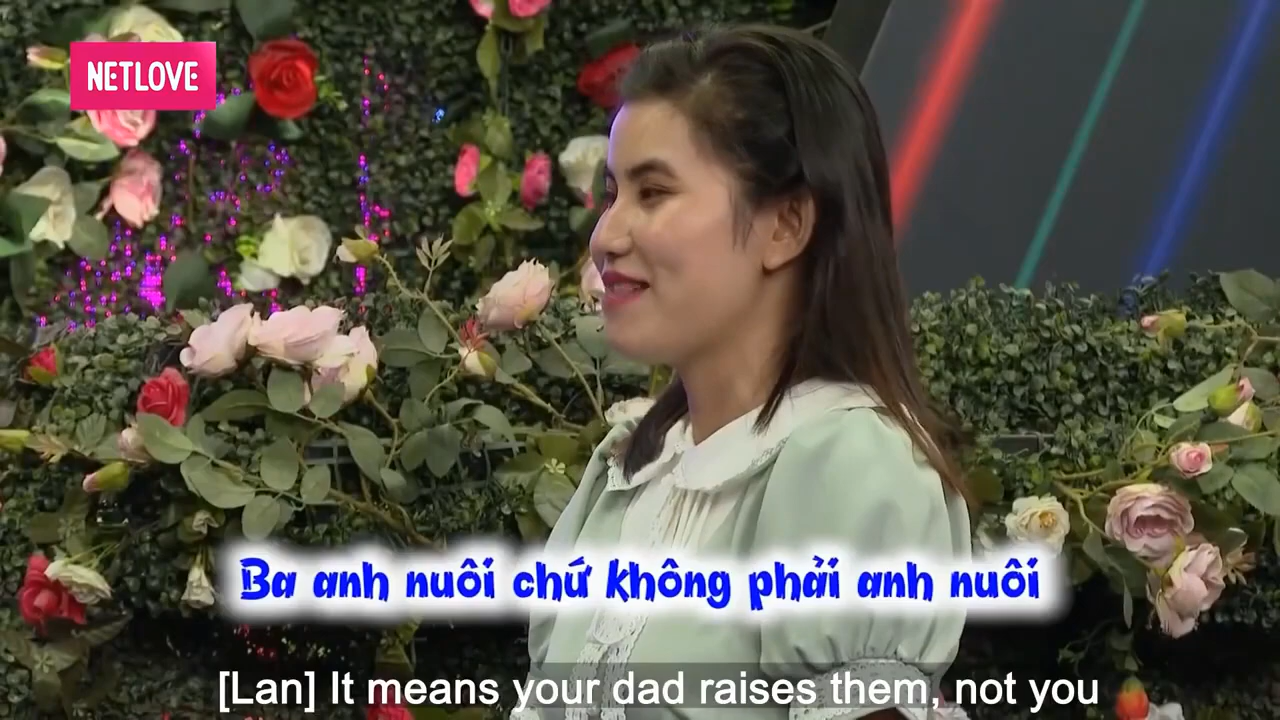 NETLOVE
Ba anh nuôi chứ không phải anh nuôi
[Lan] It means your dad raises them, not you